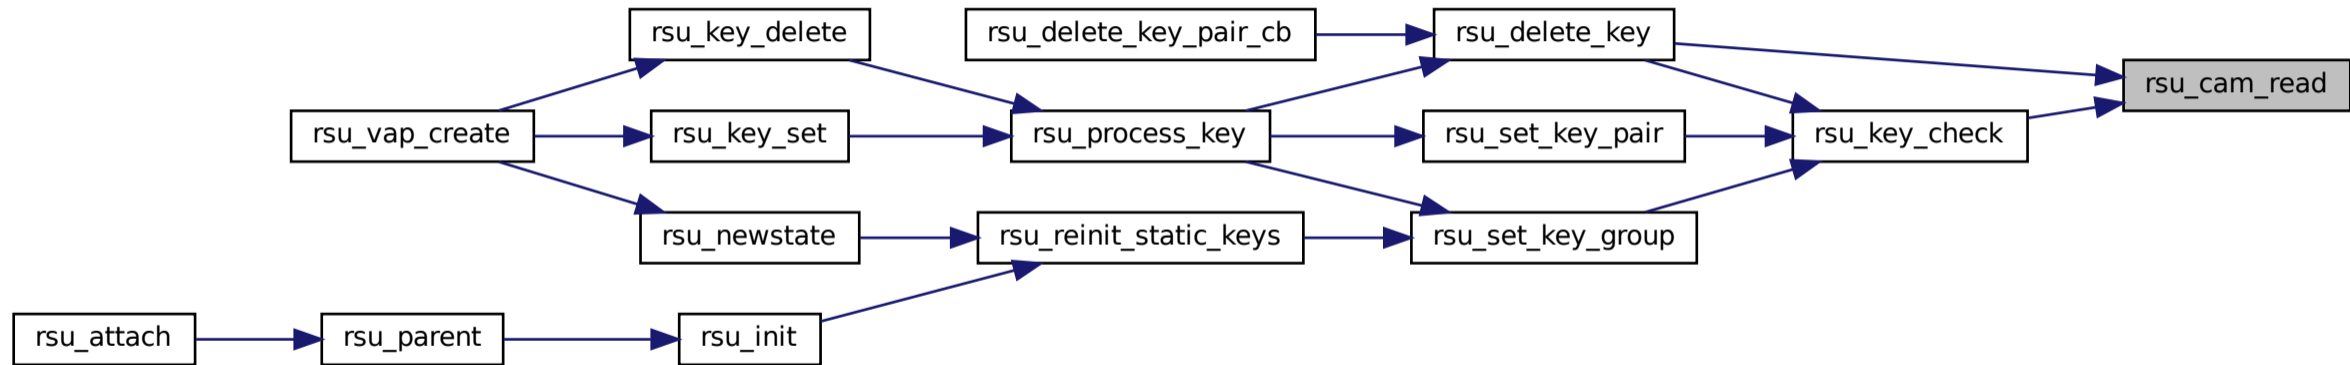 rsu_key_delete
rsu_delete_key_pair_cb
rsu_delete_key
rsu_cam_read
rsu_vap_create
rsu_key_set
rsu_process_key
rsu_set_key_pair
rsu_key_check
rsu_newstate
rsu_reinit_static_keys
rsu_set_key_group
rsu_attach
rsu_parent
rsu_init